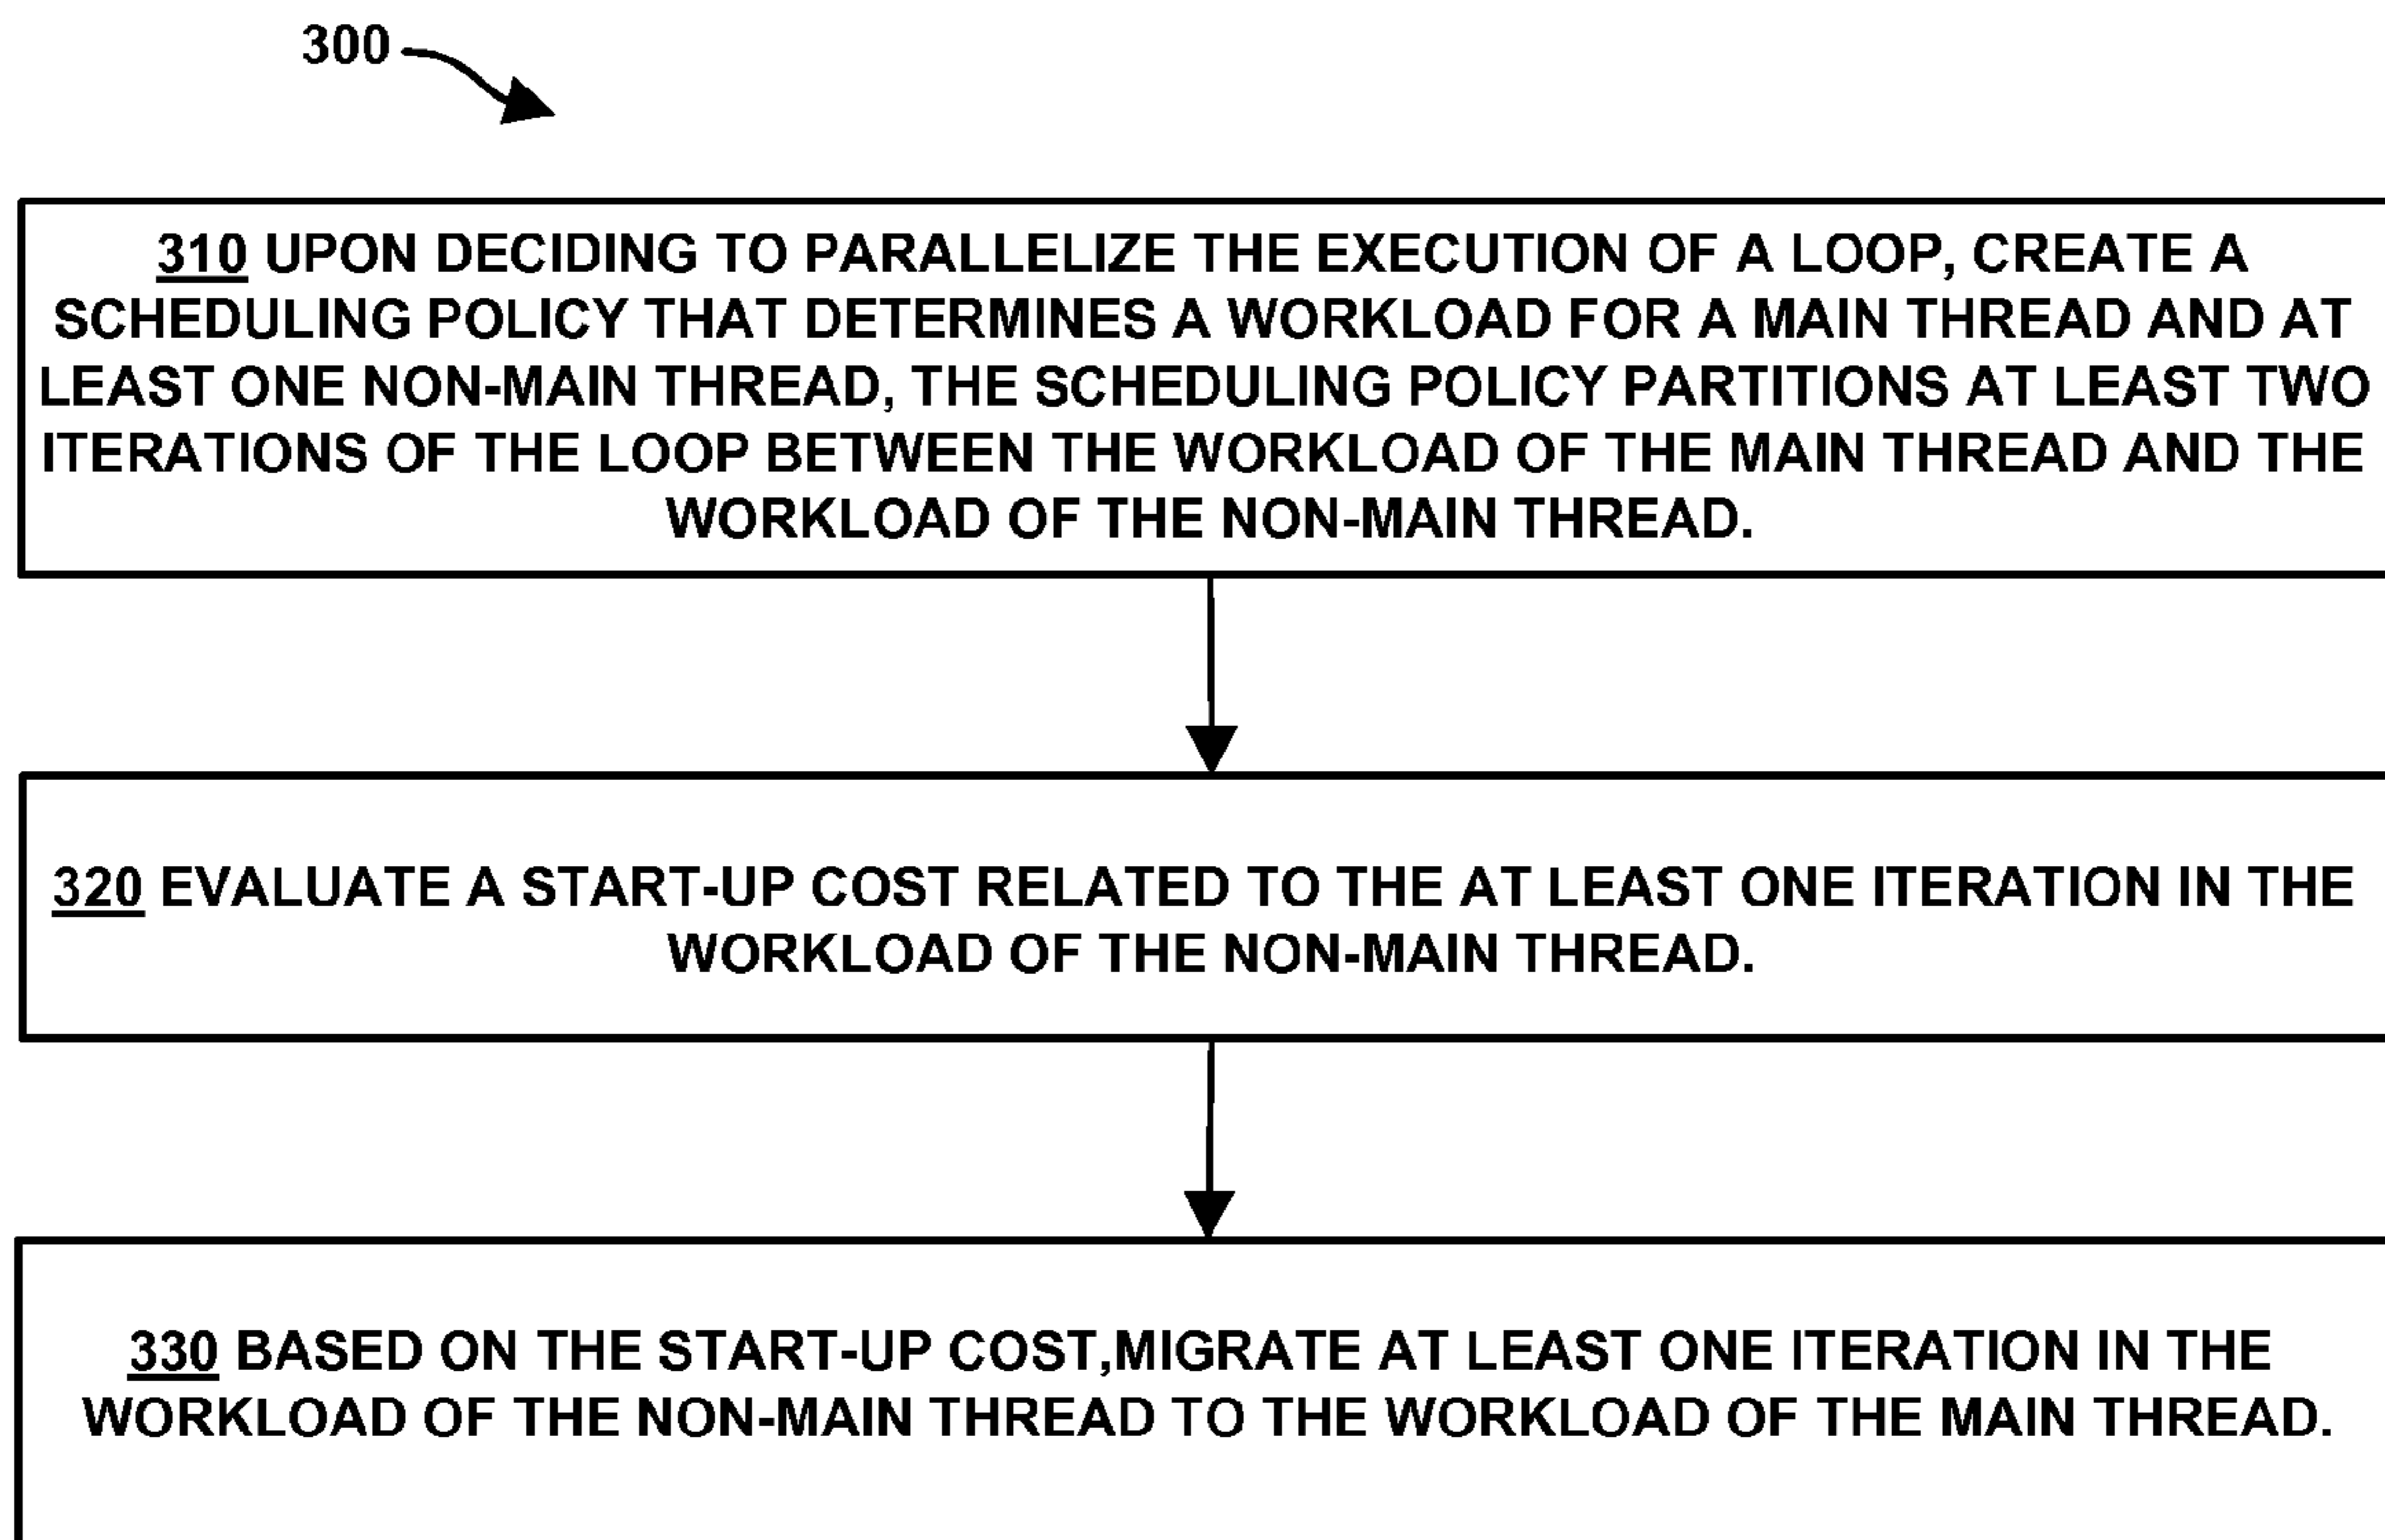 300
310 UPON DECIDING TO PARALLELIZE THE EXECUTION OF A LOOP, CREATE A
SCHEDULING POLICY THAT DETERMINES A WORKLOAD FOR A MAIN THREAD AND AT
LEAST ONE NON-MAIN THREAD, THE SCHEDULING POLICY PARTITIONS AT LEAST TWO
ITERATIONS OF THE LOOP BETWEEN THE WORKLOAD OF THE MAIN THREAD AND THE
WORKLOAD OF THE NON-MAIN THREAD.
320 EVALUATE A START-UP COST RELATED TO THE AT LEAST ONE ITERATION IN THE
WORKLOAD OF THE NON-MAIN THREAD.
330 BASED ON THE START-UP COST,MIGRATE AT LEAST ONE ITERATION IN THE
WORKLOAD OF THE NON-MAIN THREAD TO THE WORKLOAD OF THE MAIN THREAD.